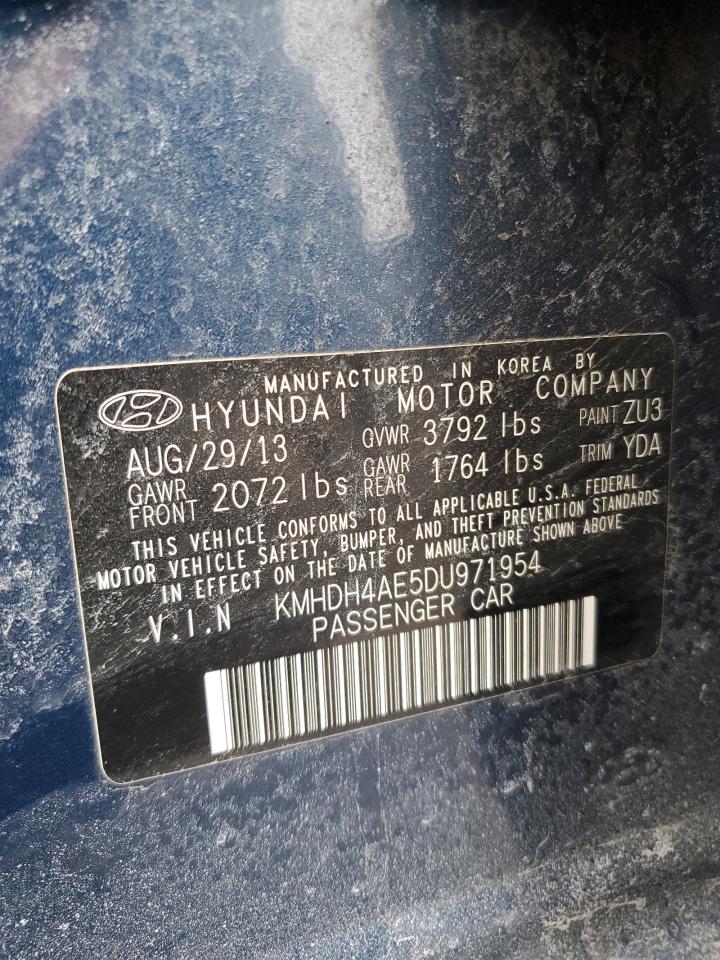 MANUFACTURED IN KOREA BY
HYUNDAI MOTOR COMPANY
AUG/29/13 GVWR 3792 lbs PAINT ZU3
GAWR FRONT 2072 lbs GAWR REAR 1764 lbs TRIM YDA
THIS VEHICLE CONFORMS TO ALL APPLICABLE U.S.A. FEDERAL
MOTOR VEHICLE SAFETY, BUMPER, AND THEFT PREVENTION STANDARDS
IN EFFECT ON THE DATE OF MANUFACTURE SHOWN ABOVE
V.I.N KMHDH4AE5DU971954
PASSENGER CAR